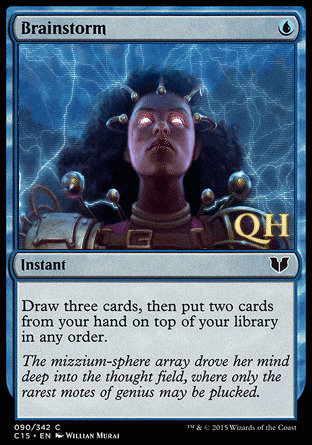 Brainstorm
QH
Instant
Draw three cards, then put two cards
from your hand on top of your library
in any order.
The mizzium-sphere array drove her mind
deep into the thought field, where only the
rarest motes of genius may be plucked.
090/342 C
C15 • EN Willian Murai
™ & © 2015 Wizards of the Coast